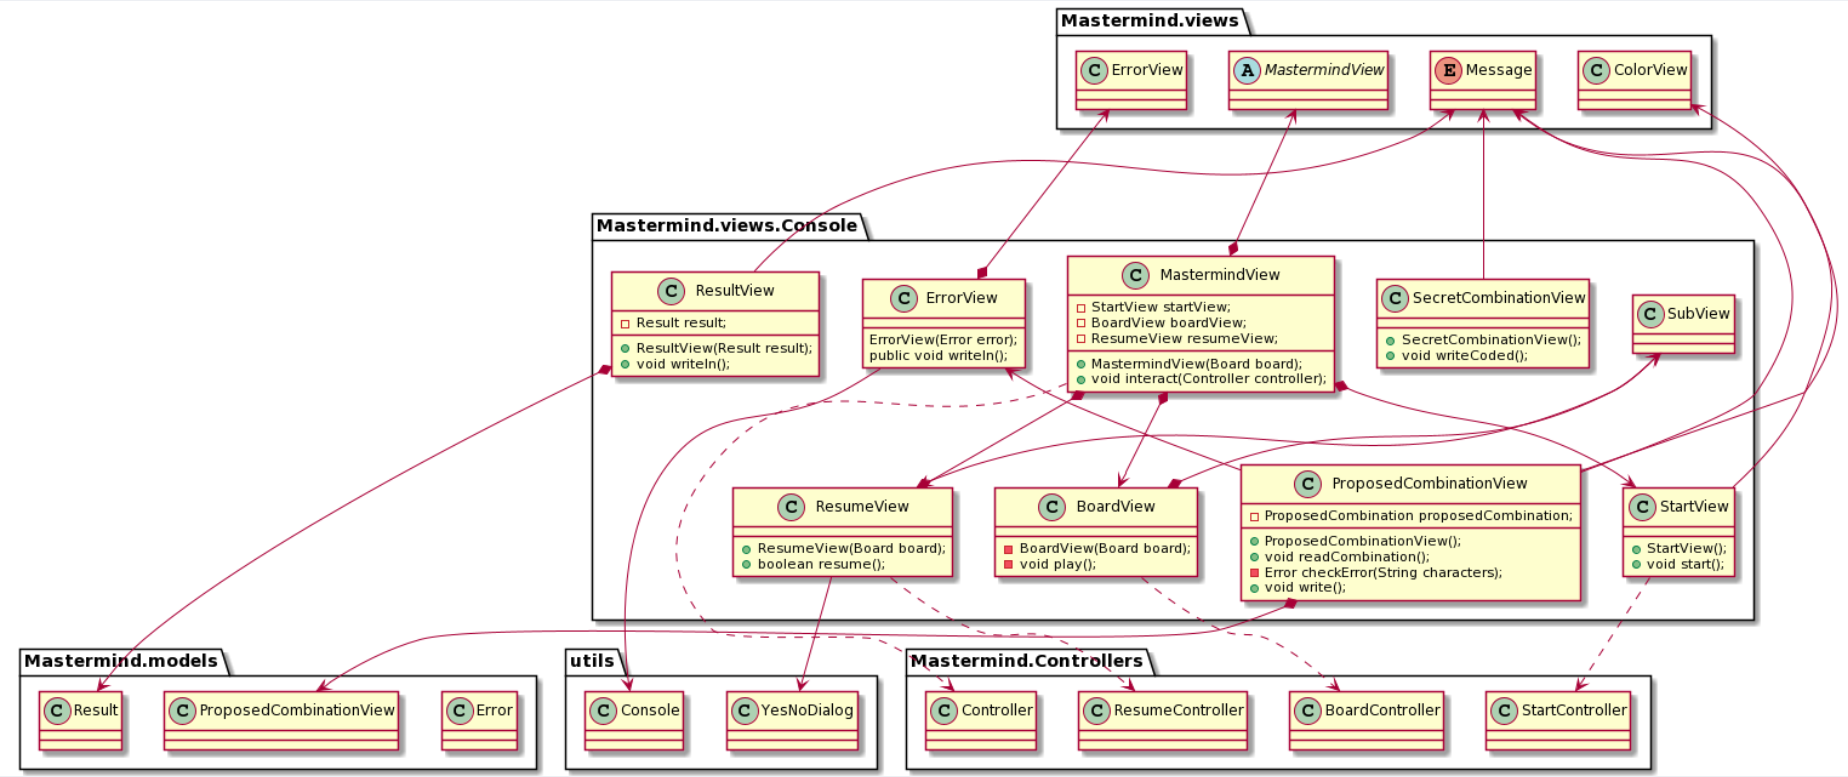 Mastermind.views
C ErrorView
A MastermindView
E Message
C ColorView
Mastermind.views.Console
C ResultView
Result result;
ResultView(Result result);
void writeln();
C ErrorView
ErrorView(Error error);
public void writeln();
C MastermindView
StartView startView;
BoardView boardView;
ResumeView resumeView;
MastermindView(Board board);
void interact(Controller controller);
C SecretCombinationView
SecretCombinationView();
void writeCoded();
C SubView
C ResumeView
ResumeView(Board board);
boolean resume();
C BoardView
BoardView(Board board);
void play();
C ProposedCombinationView
ProposedCombination proposedCombination;
ProposedCombinationView();
void readCombination();
Error checkError(String characters);
void write();
C StartView
StartView();
void start();
Mastermind.models
C Result
C ProposedCombinationView
C Error
utils
C Console
C YesNoDialog
Mastermind.Controllers
C Controller
C ResumeController
C BoardController
C StartController